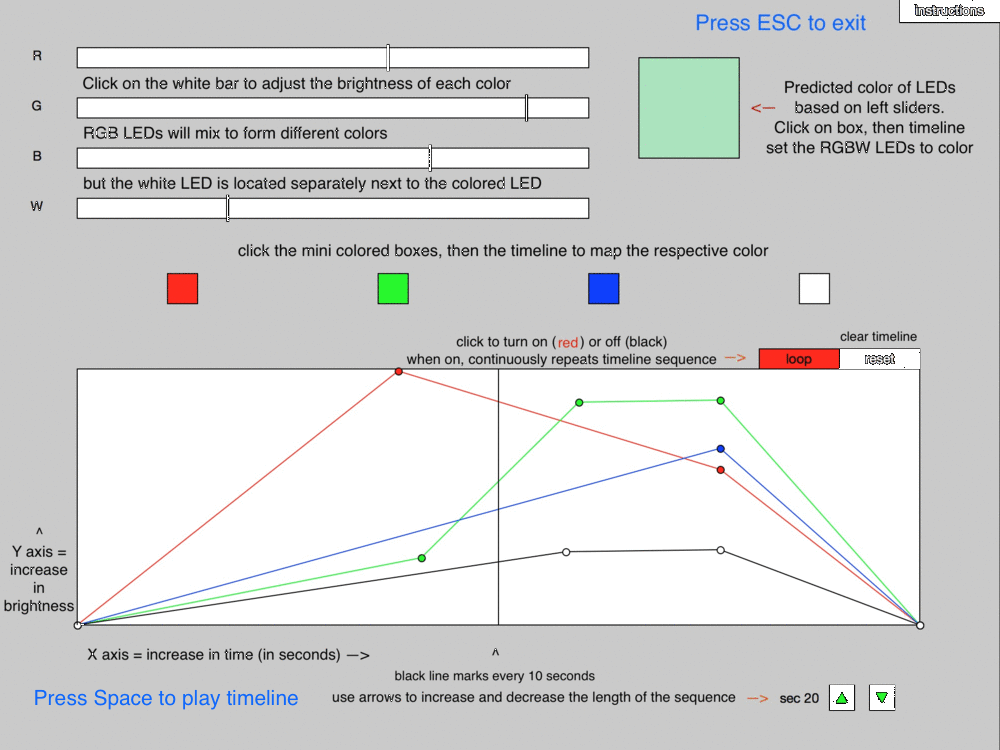 instructions
Press ESC to exit
R
Click on the white bar to adjust the brightness of each color
G
RGB LEDs will mix to form different colors
B
but the white LED is located separately next to the colored LED
W
<— Predicted color of LEDs
based on left sliders.
Click on box, then timeline
set the RGBW LEDs to color
click the mini colored boxes, then the timeline to map the respective color
click to turn on (red) or off (black)
when on, continuously repeats timeline sequence —>
clear timeline
loop
reset
^
Y axis =
increase
in
brightness
X axis = increase in time (in seconds) —>
^
black line marks every 10 seconds
Press Space to play timeline
use arrows to increase and decrease the length of the sequence —> sec 20